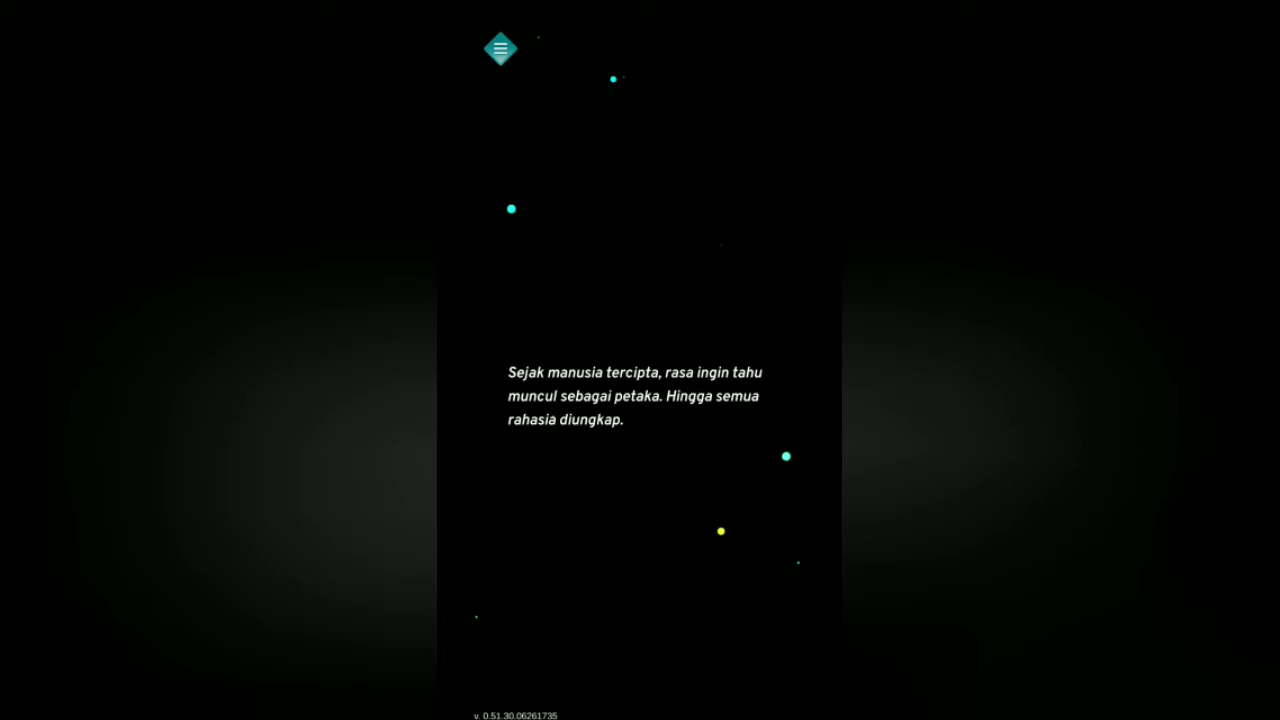 Sejak manusia tercipta, rasa ingin tahu
muncul sebagai petaka. Hingga semua
rahasia diungkap.
v. 0.51.30.06261735